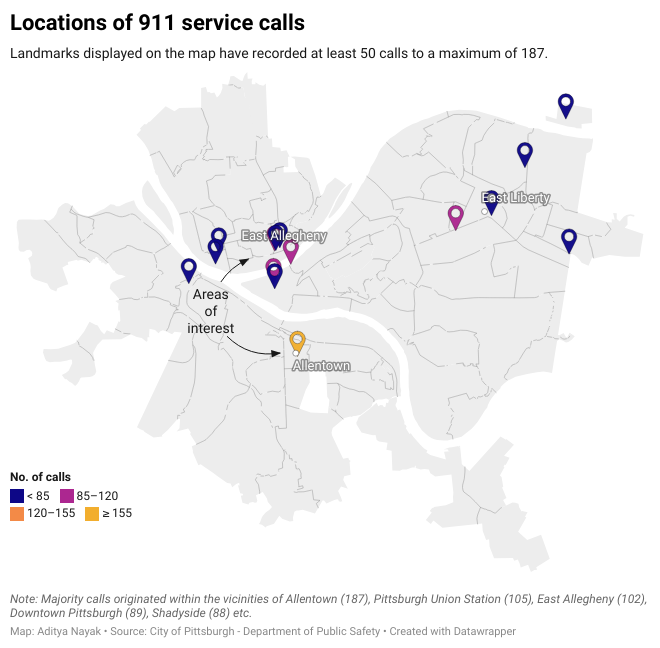 Locations of 911 service calls
Landmarks displayed on the map have recorded at least 50 calls to a maximum of 187.
East Liberty
East Allegheny
Areas
of
interest
Allentown
No. of calls
< 85 85–120
120–155 ≥ 155
Note: Majority calls originated within the vicinities of Allentown (187), Pittsburgh Union Station (105), East Allegheny (102),
Downtown Pittsburgh (89), Shadyside (88) etc.
Map: Aditya Nayak • Source: City of Pittsburgh - Department of Public Safety • Created with Datawrapper